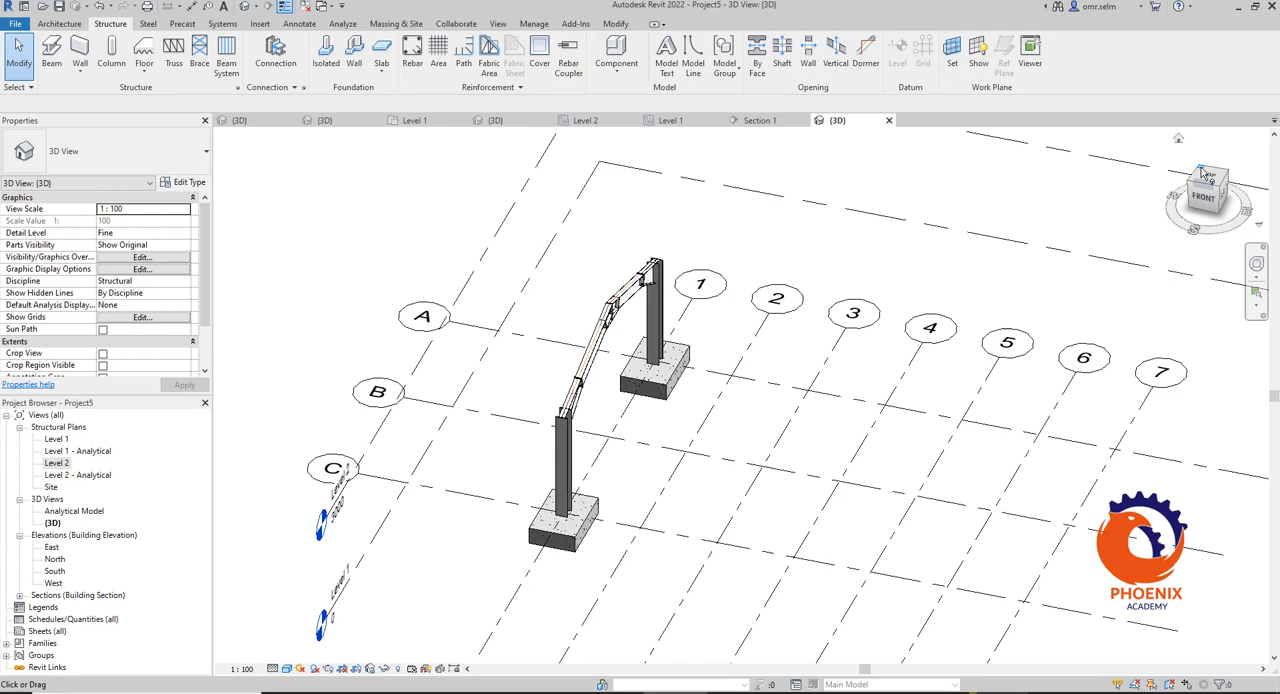 Autodesk Revit 2022 - Project5 - 3D View: {3D}
omr.selm
File Architecture Structure Steel Precast Systems Insert Annotate Analyze Massing & Site Collaborate View Manage Add-Ins Modify
Modify Beam Wall Column Floor Truss Brace Beam System Connection Isolated Wall Slab Rebar Area Path Fabric Area Fabric Sheet Cover Rebar Coupler Component Model Text Model Line Model Group By Face Shaft Wall Vertical Dormer Level Grid Set Show Ref Plane Viewer
Select Structure Connection Foundation Reinforcement Model Opening Datum Work Plane
Properties
{3D} {3D} Level 1 {3D} Level 2 Level 1 Section 1 {3D}
3D View
3D View: {3D} Edit Type
Graphics
View Scale 1 : 100
Scale Value 1: 100
Detail Level Fine
Parts Visibility Show Original
Visibility/Graphics Over... Edit...
Graphic Display Options Edit...
Discipline Structural
Show Hidden Lines By Discipline
Default Analysis Display... None
Show Grids Edit...
Sun Path
Extents
Crop View
Crop Region Visible
Properties help Apply
Project Browser - Project5
Views (all)
Structural Plans
Level 1
Level 1 - Analytical
Level 2
Level 2 - Analytical
Site
3D Views
Analytical Model
{3D}
Elevations (Building Elevation)
East
North
South
West
Sections (Building Section)
Legends
Schedules/Quantities (all)
Sheets (all)
Families
Groups
Revit Links
FRONT
A
B
C
1 2 3 4 5 6 7
Level 2
3000
Level 1
0
PHOENIX
ACADEMY
1 : 100
Click or Drag
:0
Main Model
:0